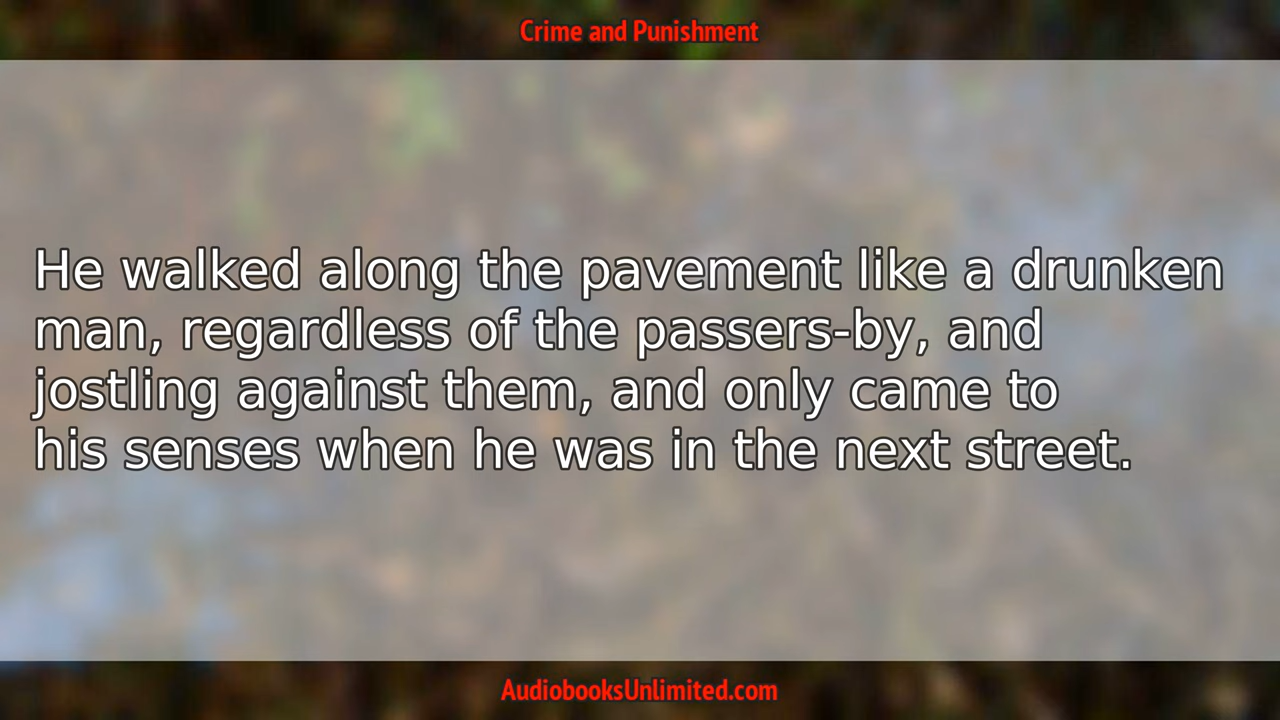 Crime and Punishment
He walked along the pavement like a drunken
man, regardless of the passers-by, and
jostling against them, and only came to
his senses when he was in the next street.
AudiobooksUnlimited.com